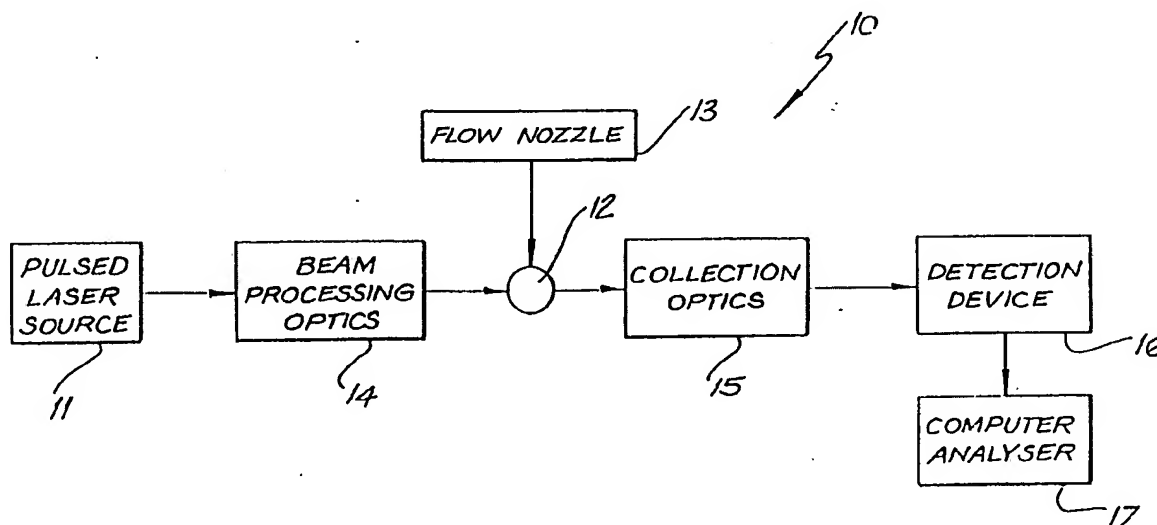 10
FLOW NOZZLE
13
12
PULSED
LASER
SOURCE
11
BEAM
PROCESSING
OPTICS
14
COLLECTION
OPTICS
15
DETECTION
DEVICE
16
COMPUTER
ANALYSER
17